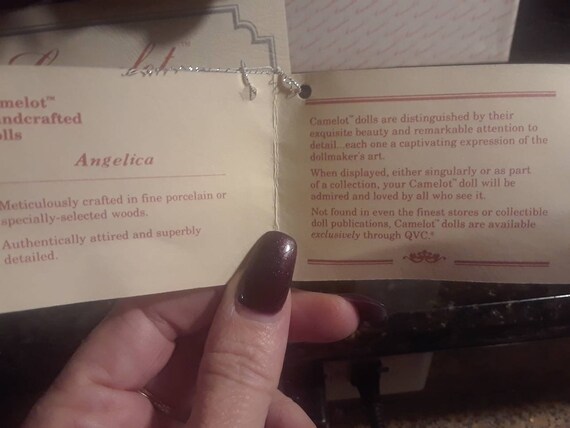 amelot™
andcrafted
olls
Angelica
Meticulously crafted in fine porcelain or
specially-selected woods.
Authentically attired and superbly
detailed.
Camelot™ dolls are distinguished by their
exquisite beauty and remarkable attention to
detail...each one a captivating expression of the
dollmaker's art.
When displayed, either singularly or as part
of a collection, your Camelot™ doll will be
admired and loved by all who see it.
Not found in even the finest stores or collectible
doll publications, Camelot™ dolls are available
exclusively through QVC.®